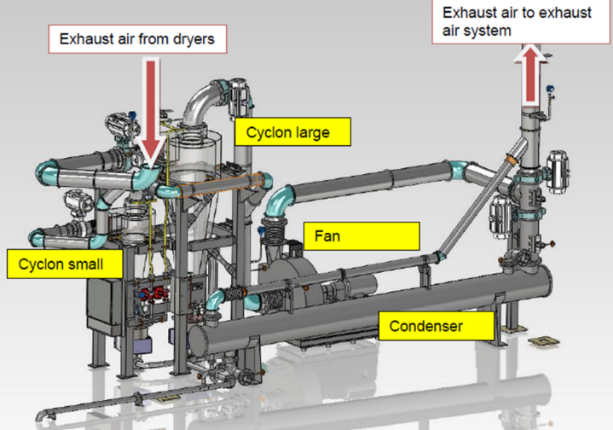 Exhaust air to exhaust
air system
Exhaust air from dryers
Cyclon large
Fan
Cyclon small
Condenser